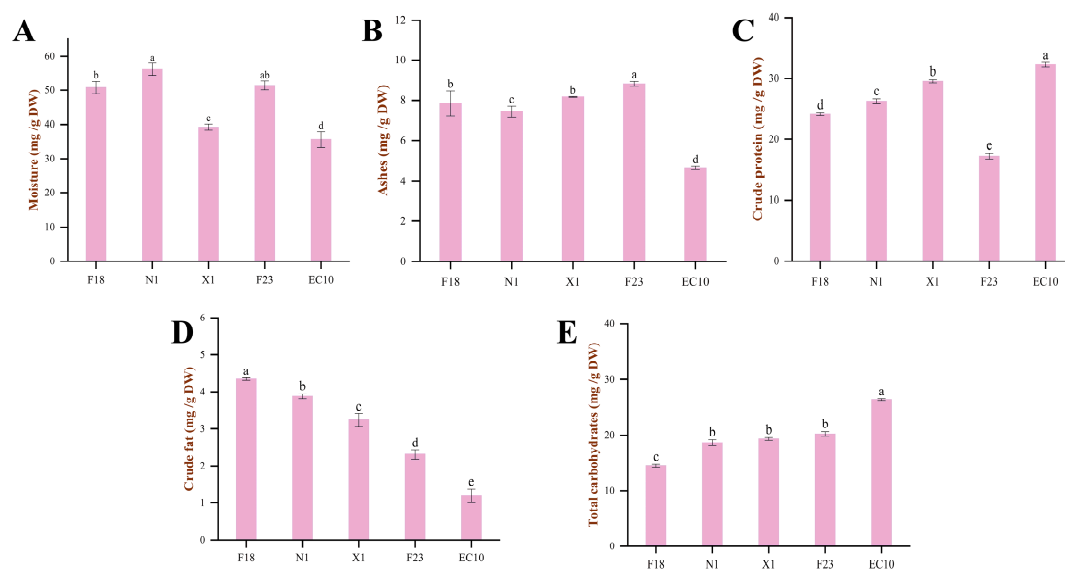 A
Moisture (mg /g DW)
60
50
40
30
20
10
0
b
a
c
ab
d
F18 N1 X1 F23 EC10
B
Ashes (mg /g DW)
12
10
8
6
4
2
0
b
c
b
a
d
F18 N1 X1 F23 EC10
C
Crude protein (mg /g DW)
40
30
20
10
0
d
c
b
e
a
F18 N1 X1 F23 EC10
D
Crude fat (mg /g DW)
6
5
4
3
2
1
0
a
b
c
d
e
F18 N1 X1 F23 EC10
E
Total carbohydrates (mg /g DW)
40
30
20
10
0
c
b
b
b
a
F18 N1 X1 F23 EC10